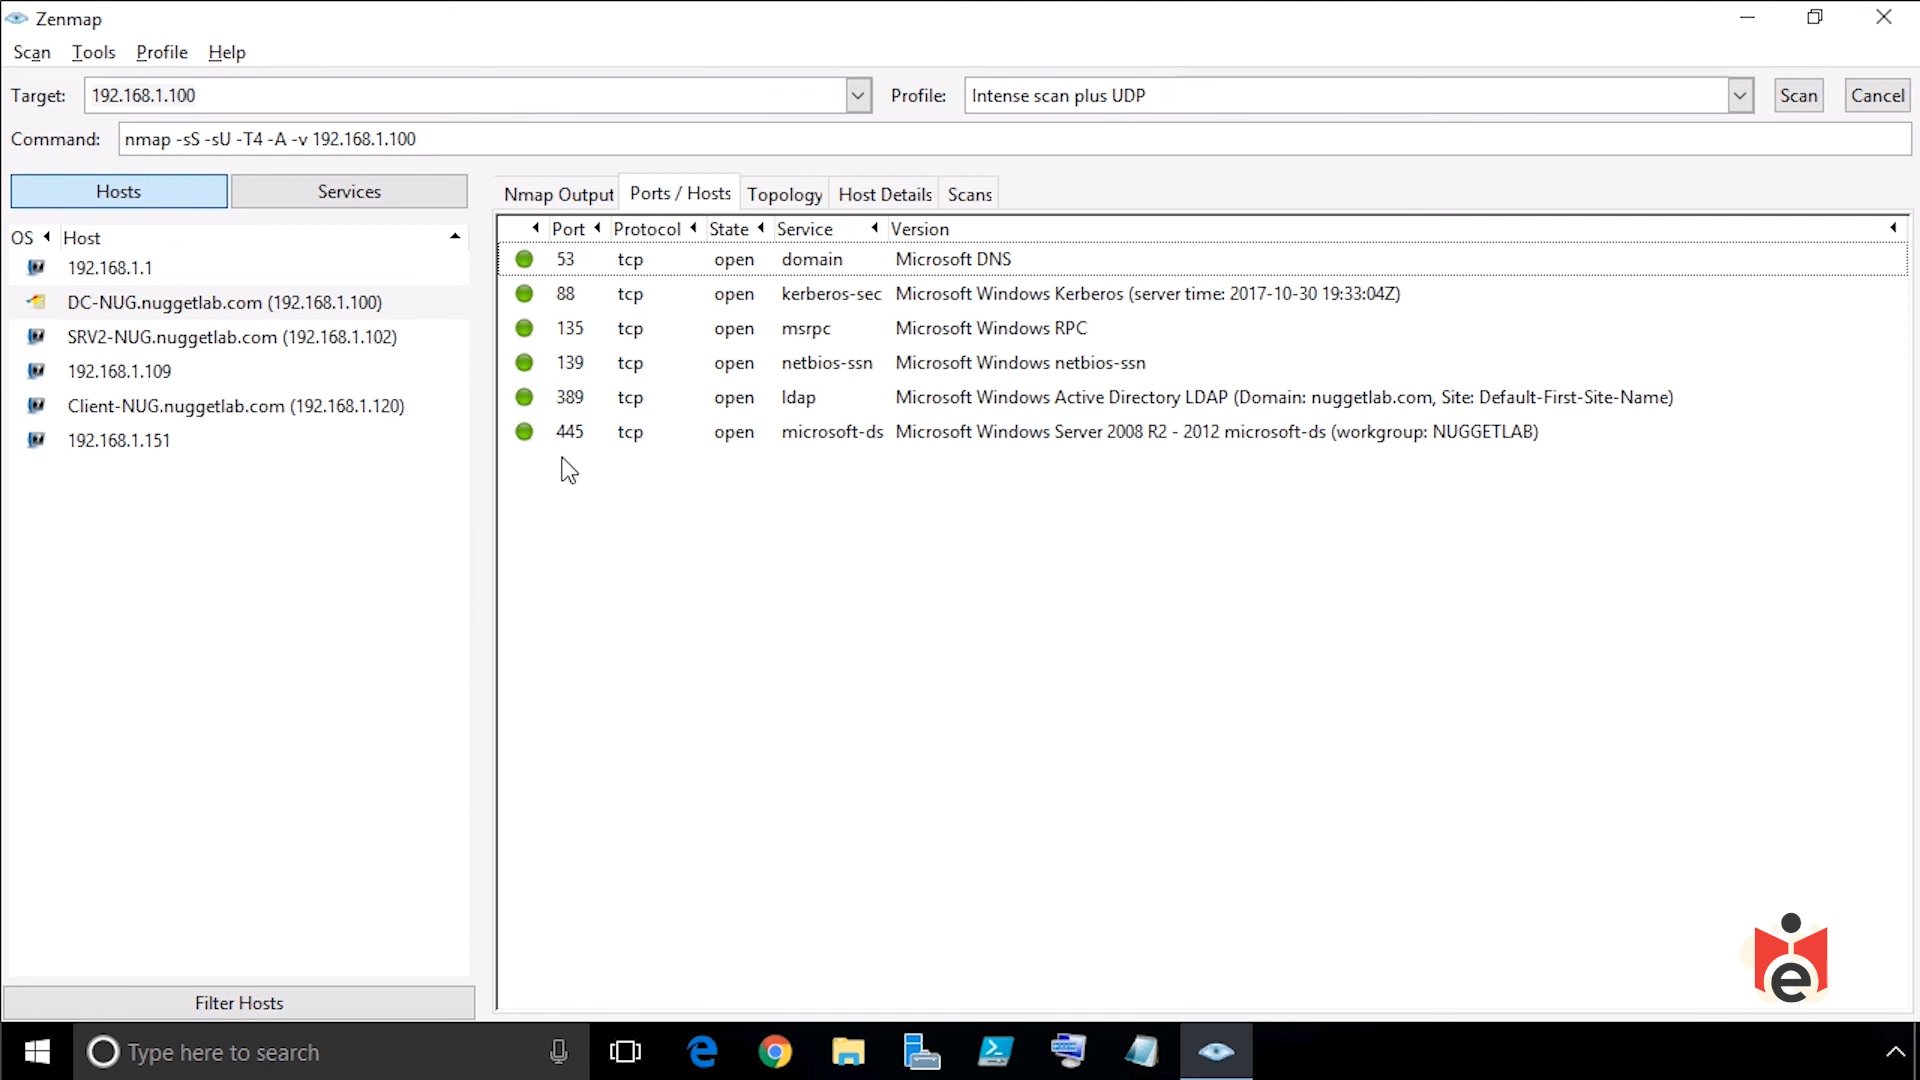 Zenmap
Scan Tools Profile Help
Target: 192.168.1.100 Profile: Intense scan plus UDP Scan Cancel
Command: nmap -sS -sU -T4 -A -v 192.168.1.100
Hosts Services
Nmap Output Ports / Hosts Topology Host Details Scans
OS Host
Port Protocol State Service Version
192.168.1.1
DC-NUG.nuggetlab.com (192.168.1.100)
SRV2-NUG.nuggetlab.com (192.168.1.102)
192.168.1.109
Client-NUG.nuggetlab.com (192.168.1.120)
192.168.1.151
53 tcp open domain Microsoft DNS
88 tcp open kerberos-sec Microsoft Windows Kerberos (server time: 2017-10-30 19:33:04Z)
135 tcp open msrpc Microsoft Windows RPC
139 tcp open netbios-ssn Microsoft Windows netbios-ssn
389 tcp open ldap Microsoft Windows Active Directory LDAP (Domain: nuggetlab.com, Site: Default-First-Site-Name)
445 tcp open microsoft-ds Microsoft Windows Server 2008 R2 - 2012 microsoft-ds (workgroup: NUGGETLAB)
Filter Hosts
e
Type here to search